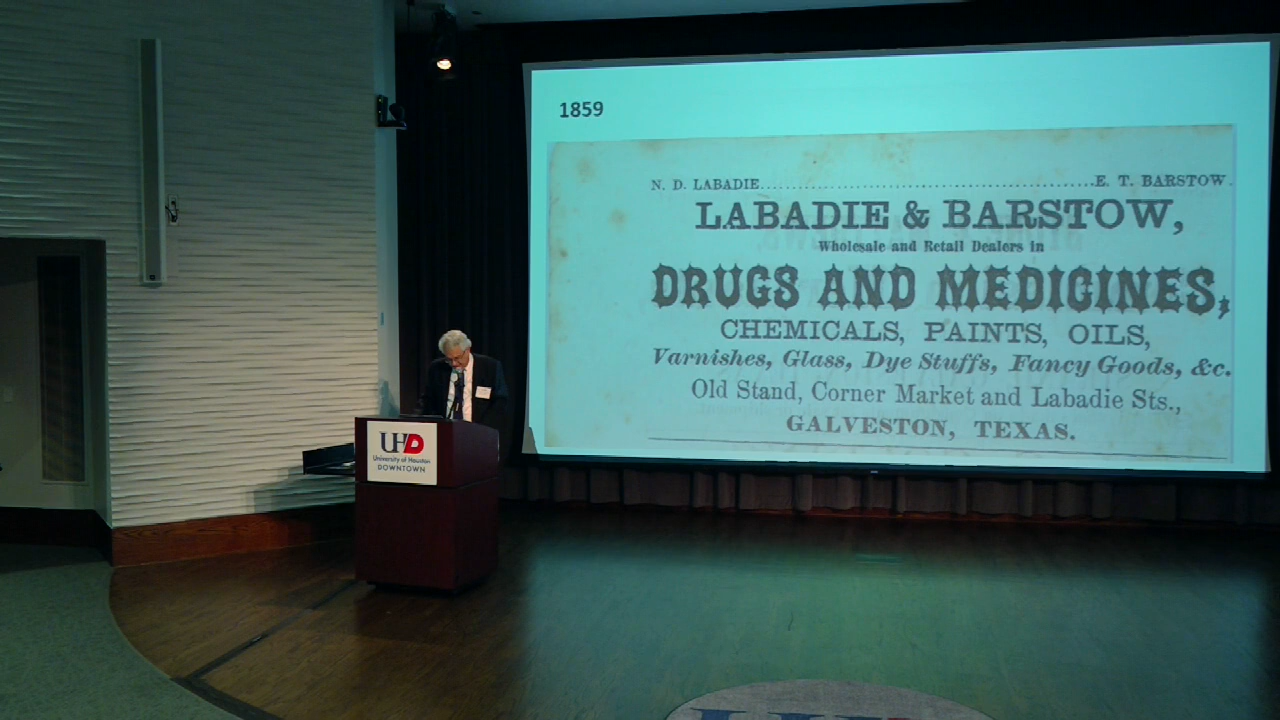 1859
N. D. LABADIE........................................................E. T. BARSTOW.
LABADIE & BARSTOW,
Wholesale and Retail Dealers in
DRUGS AND MEDICINES,
CHEMICALS, PAINTS, OILS,
Varnishes, Glass, Dye Stuffs, Fancy Goods, &c.
Old Stand, Corner Market and Labadie Sts.,
GALVESTON, TEXAS.
UHD
University of Houston
DOWNTOWN